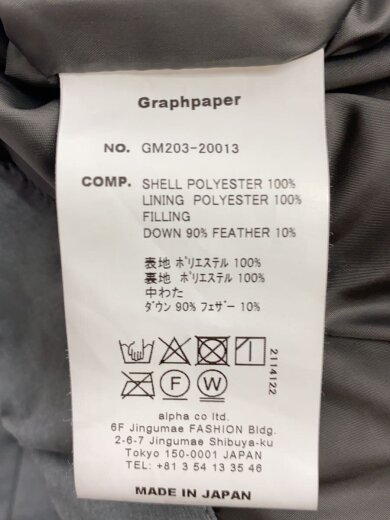 Graphpaper
NO. GM203-20013
COMP. SHELL POLYESTER 100%
LINING POLYESTER 100%
FILLING
DOWN 90% FEATHER 10%
表地 ポリエステル 100%
裏地 ポリエステル 100%
中わた
ダウン 90% フェザー 10%
F W
2114122
alpha co ltd.
6F Jingumae FASHION Bldg.
2-6-7 Jingumae Shibuya-ku
Tokyo 150-0001 JAPAN
TEL: +81 3 54 13 35 46
MADE IN JAPAN